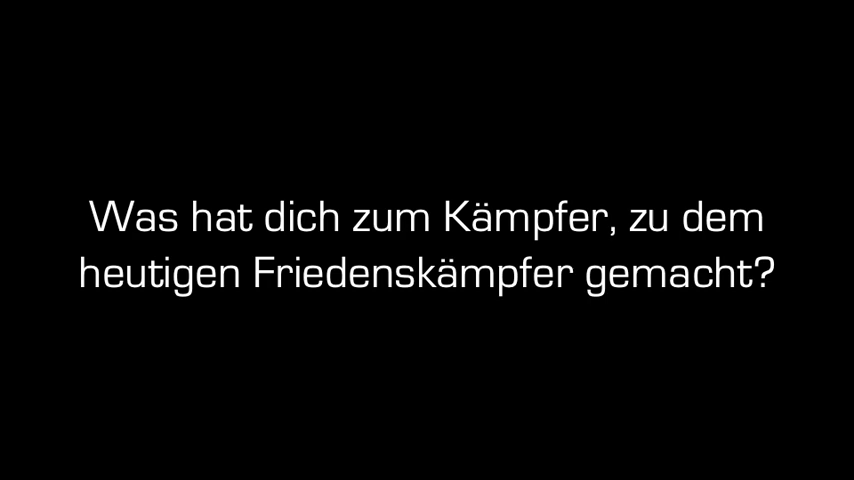 Was hat dich zum Kämpfer, zu dem
heutigen Friedenskämpfer gemacht?